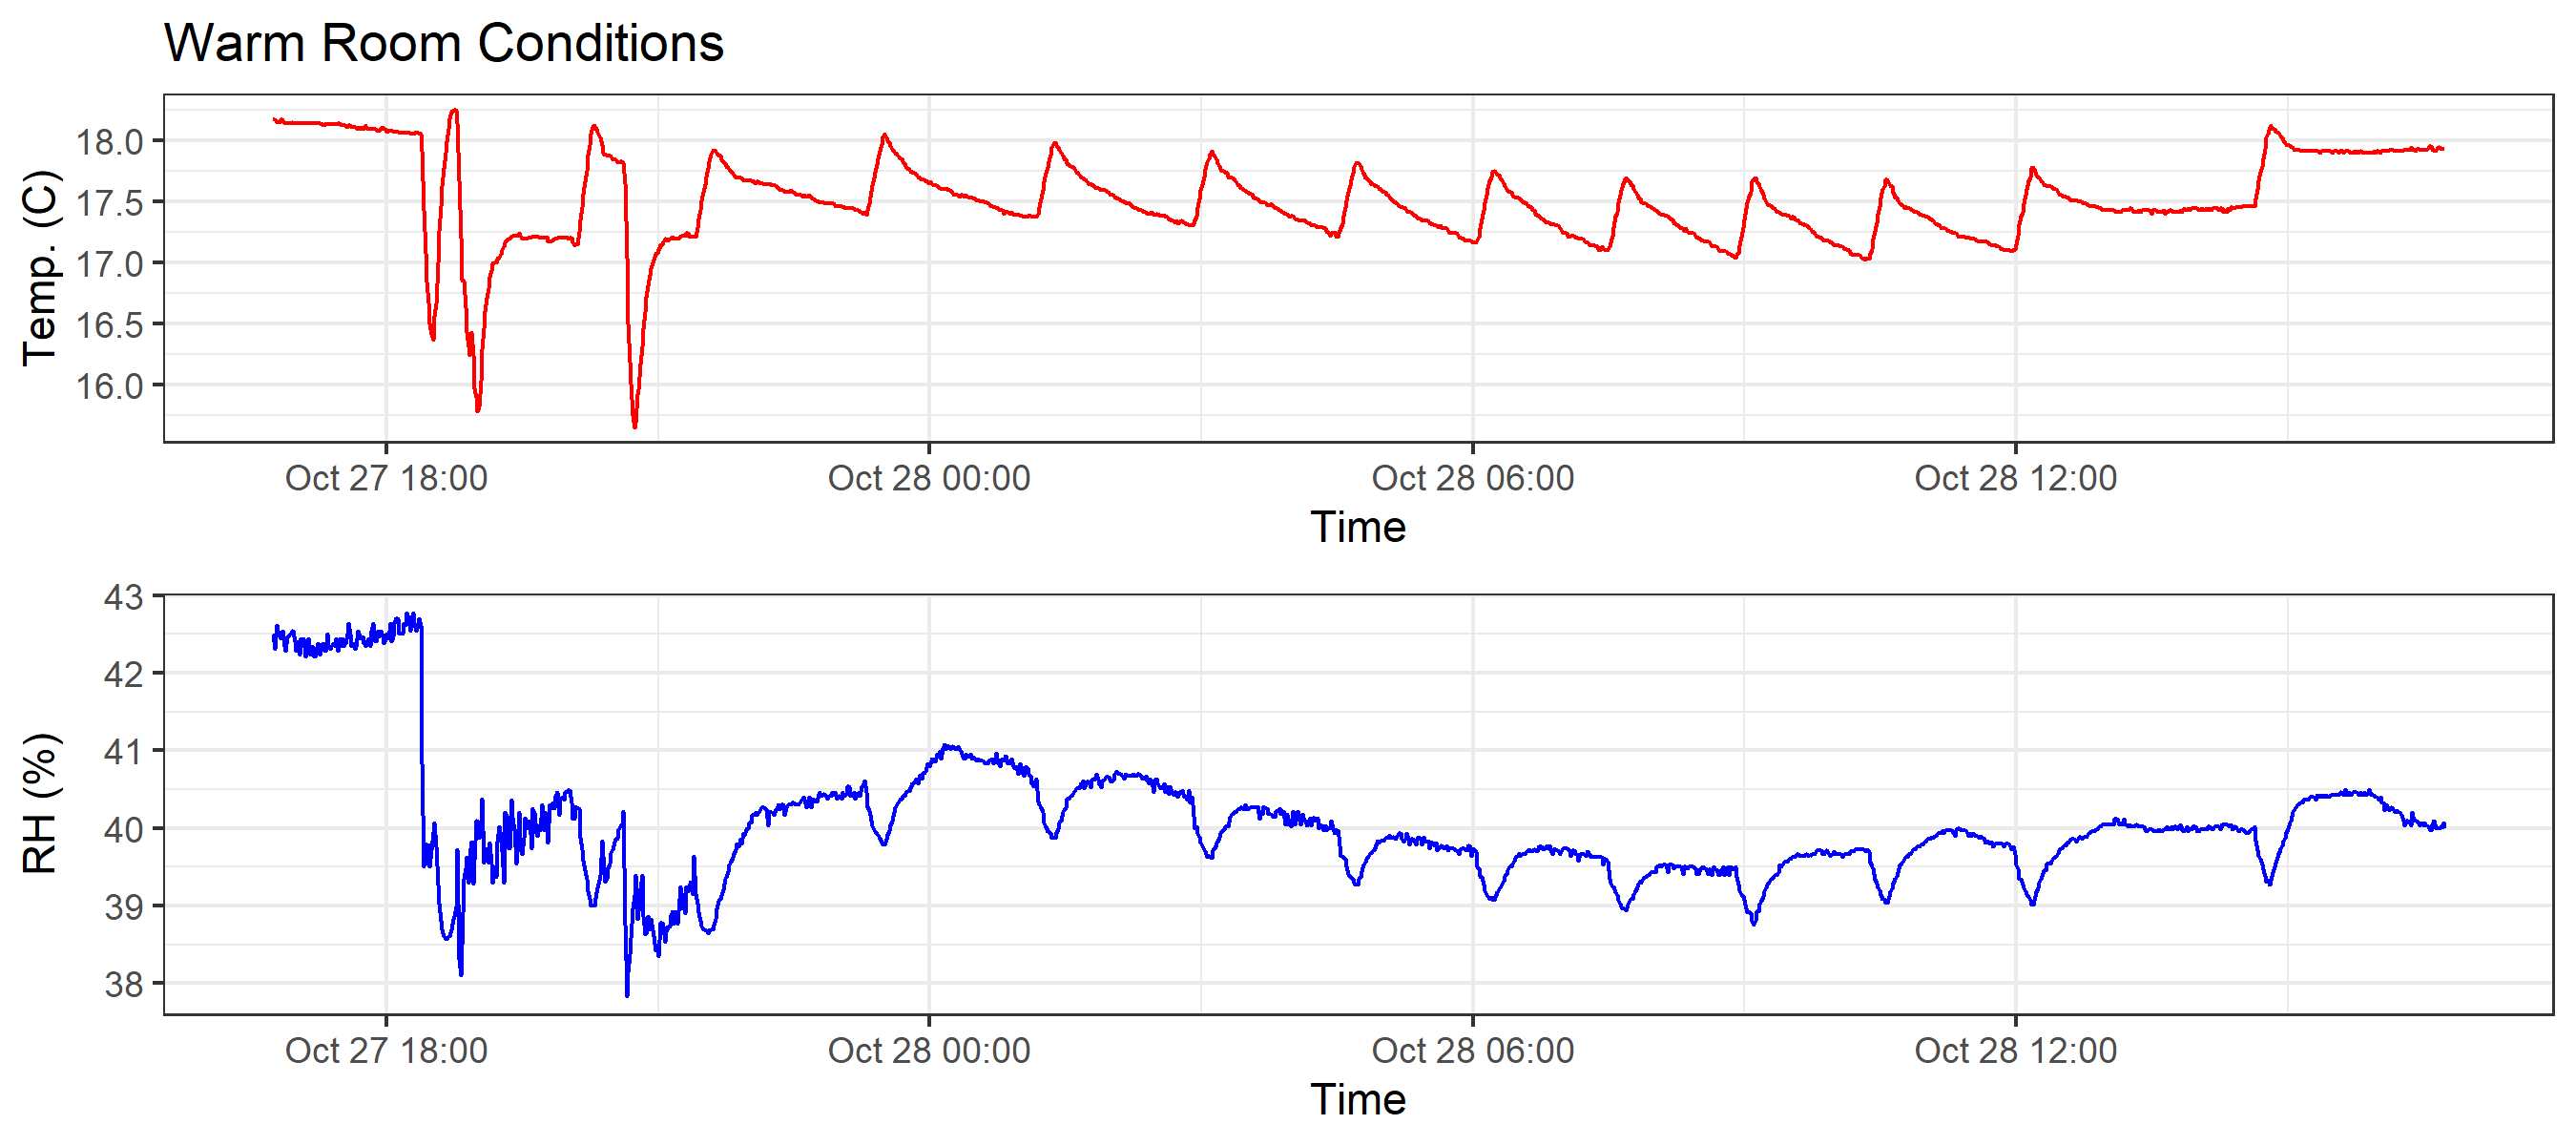 Warm Room Conditions
Temp. (C)
18.0
17.5
17.0
16.5
16.0
Oct 27 18:00 Oct 28 00:00 Oct 28 06:00 Oct 28 12:00
Time
RH (%)
43
42
41
40
39
38
Oct 27 18:00 Oct 28 00:00 Oct 28 06:00 Oct 28 12:00
Time